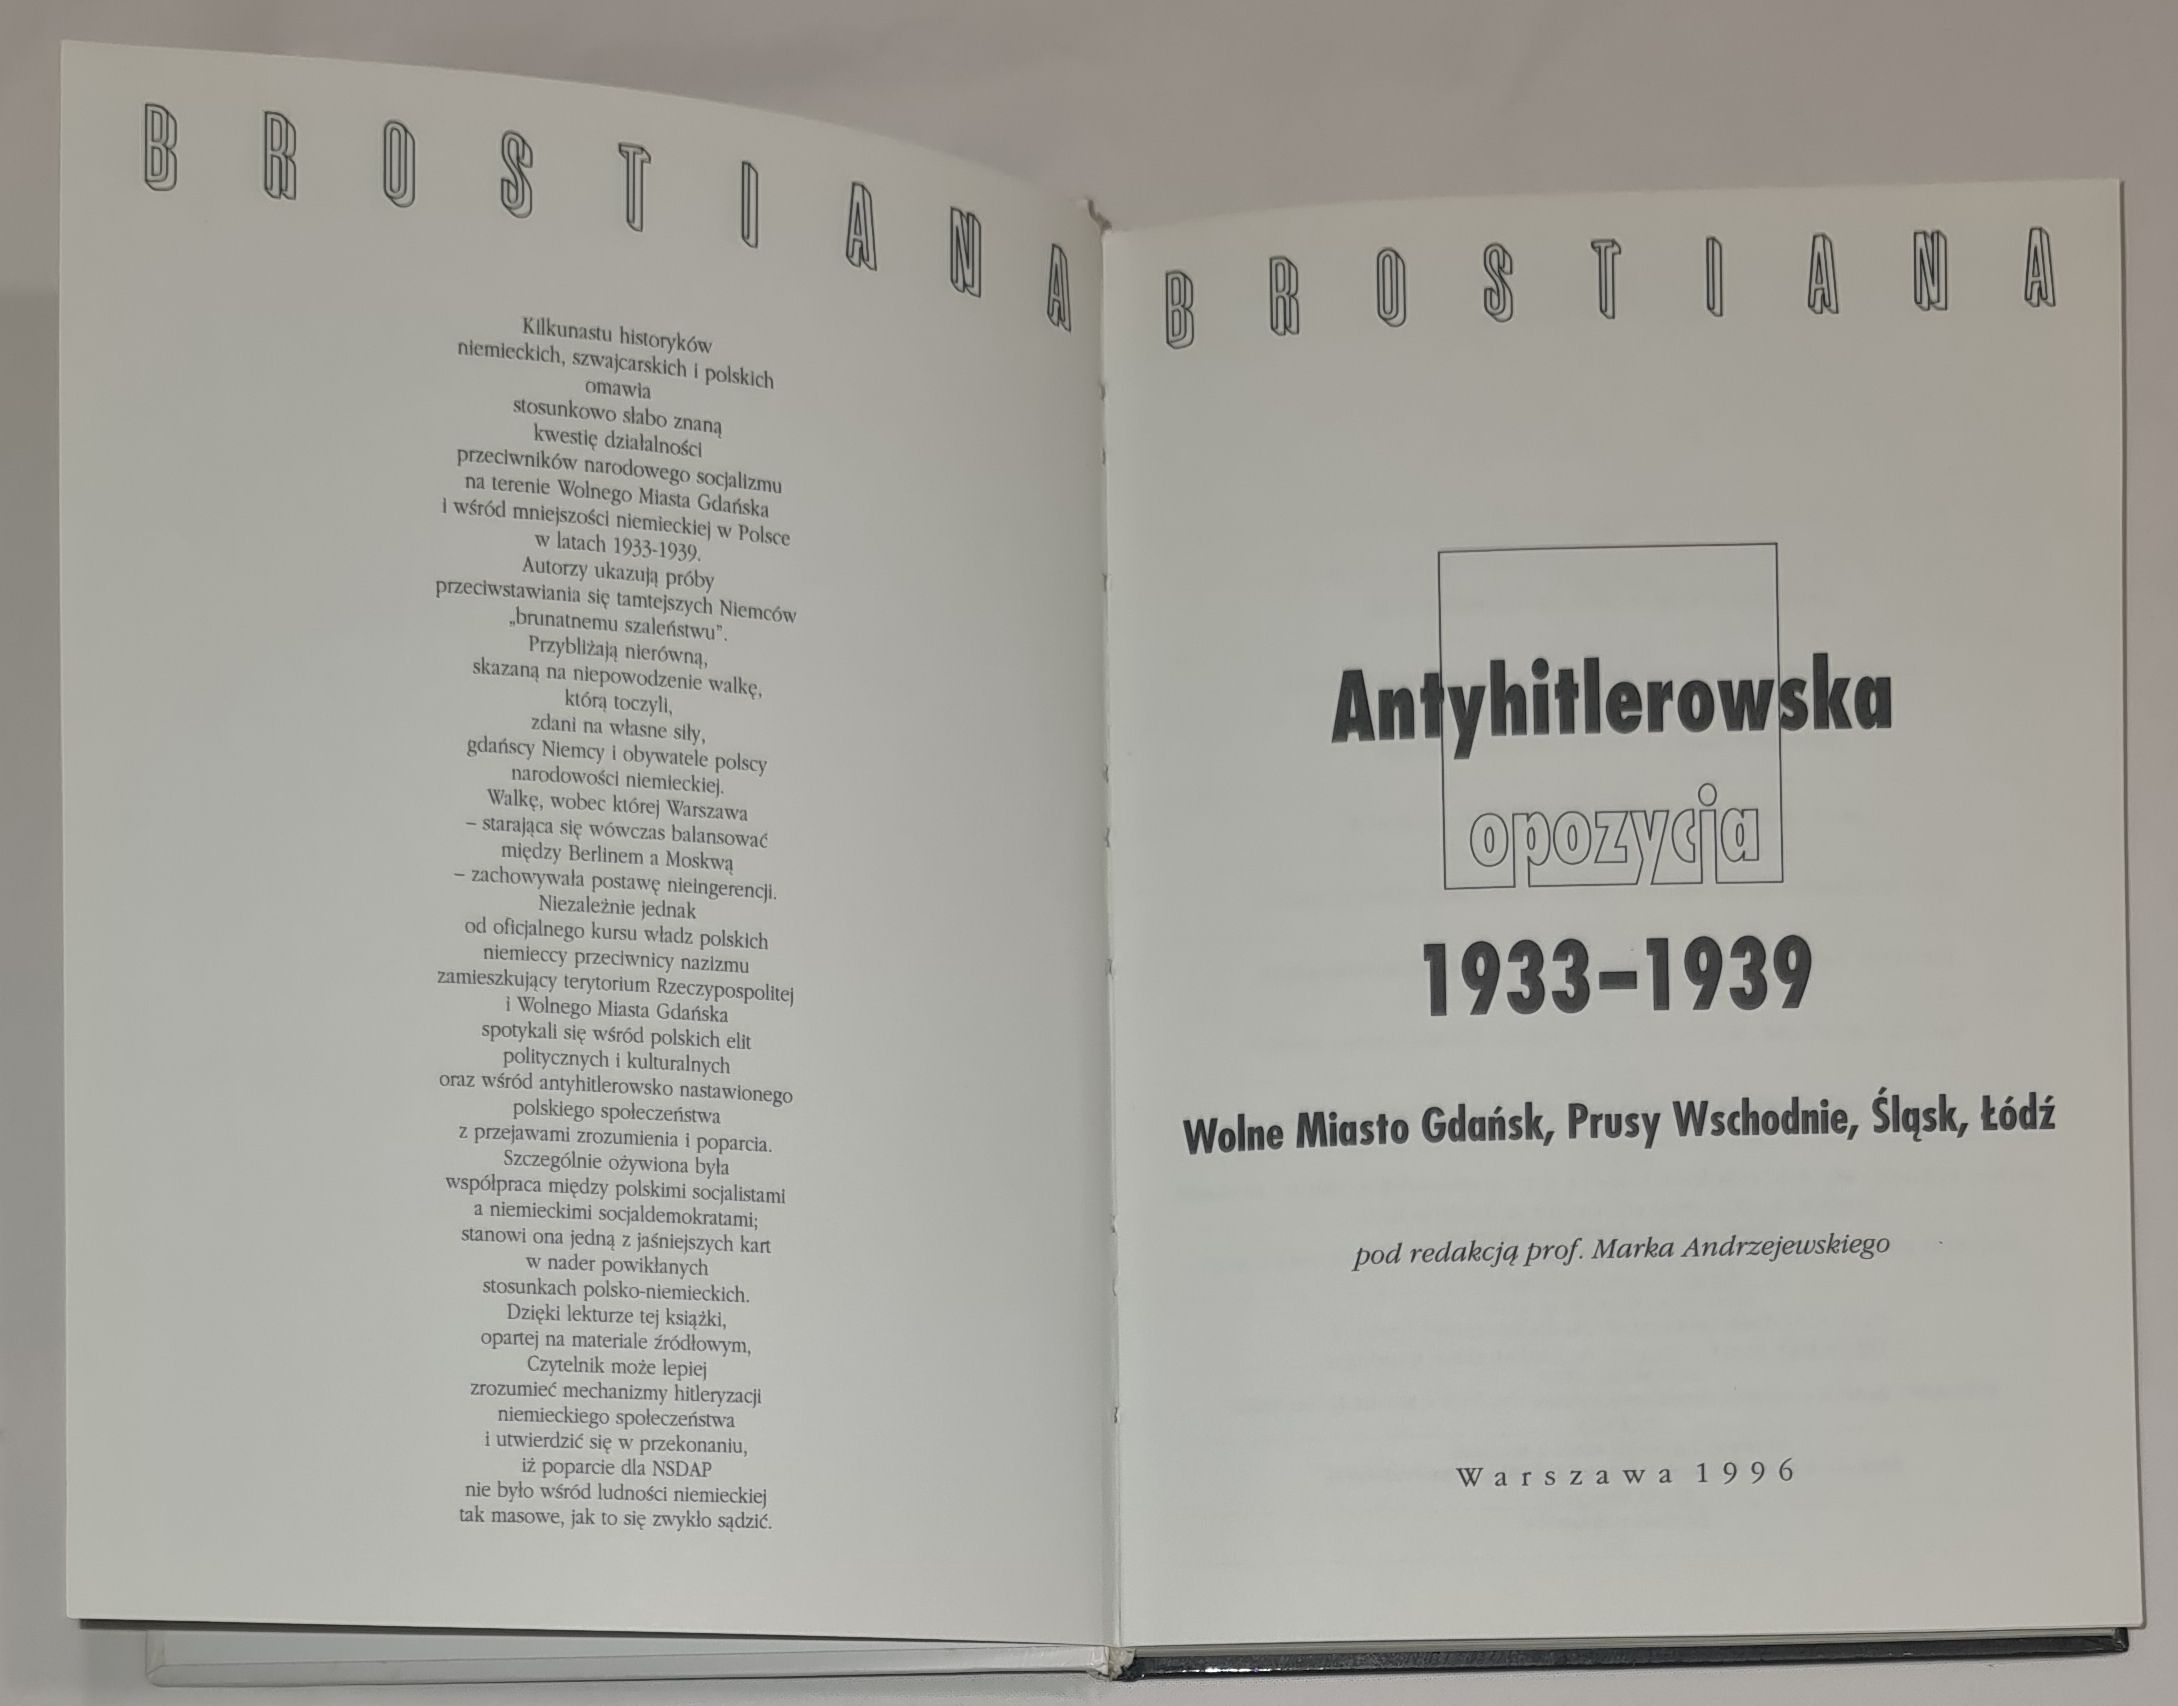 BROSTIANA
Kilkunastu historyków
niemieckich, szwajcarskich i polskich
omawia
stosunkowo słabo znaną
kwestię działalności
przeciwników narodowego socjalizmu
na terenie Wolnego Miasta Gdańska
i wśród mniejszości niemieckiej w Polsce
w latach 1933-1939.
Autorzy ukazują próby
przeciwstawiania się tamtejszych Niemców
„brunatnemu szaleństwu”.
Przybliżają nierówną,
skazaną na niepowodzenie walkę,
którą toczyli,
zdani na własne siły,
gdańscy Niemcy i obywatele polscy
narodowości niemieckiej.
Walkę, wobec której Warszawa
– starająca się wówczas balansować
między Berlinem a Moskwą
– zachowywała postawę nieingerencji.
Niezależnie jednak
od oficjalnego kursu władz polskich
niemieccy przeciwnicy nazizmu
zamieszkujący terytorium Rzeczypospolitej
i Wolnego Miasta Gdańska
spotykali się wśród polskich elit
politycznych i kulturalnych
oraz wśród antyhitlerowsko nastawionego
polskiego społeczeństwa
z przejawami zrozumienia i poparcia.
Szczególnie ożywiona była
współpraca między polskimi socjalistami
a niemieckimi socjaldemokratami;
stanowi ona jedną z jaśniejszych kart
w nader powikłanych
stosunkach polsko-niemieckich.
Dzięki lekturze tej książki,
opartej na materiale źródłowym,
Czytelnik może lepiej
zrozumieć mechanizmy hitleryzacji
niemieckiego społeczeństwa
i utwierdzić się w przekonaniu,
iż poparcie dla NSDAP
nie było wśród ludności niemieckiej
tak masowe, jak to się zwykło sądzić.
BROSTIANA
Antyhitlerowska
opozycja
1933–1939
Wolne Miasto Gdańsk, Prusy Wschodnie, Śląsk, Łódź
pod redakcją prof. Marka Andrzejewskiego
Warszawa 1996